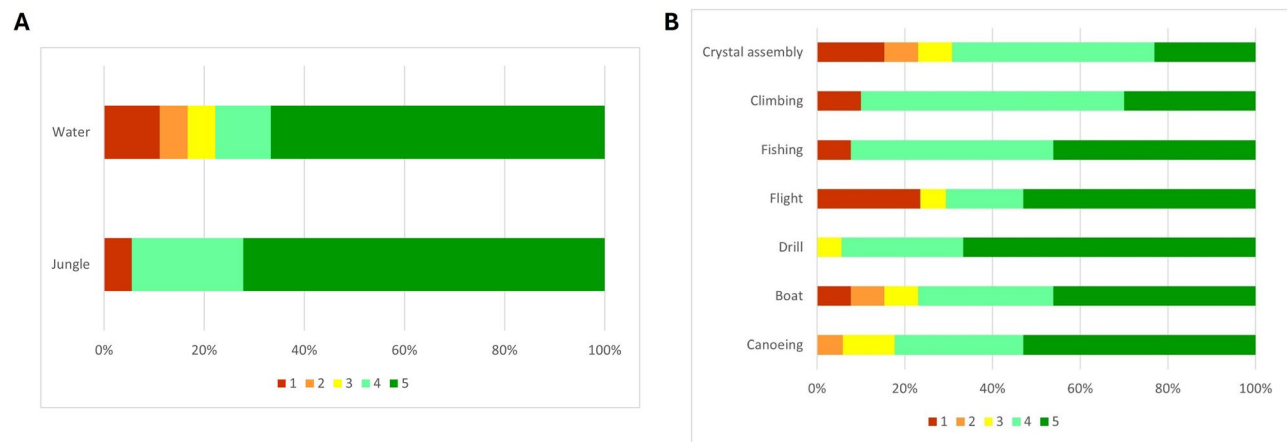 A
Water
Jungle
0% 20% 40% 60% 80% 100%
1 2 3 4 5
B
Crystal assembly
Climbing
Fishing
Flight
Drill
Boat
Canoeing
0% 20% 40% 60% 80% 100%
1 2 3 4 5